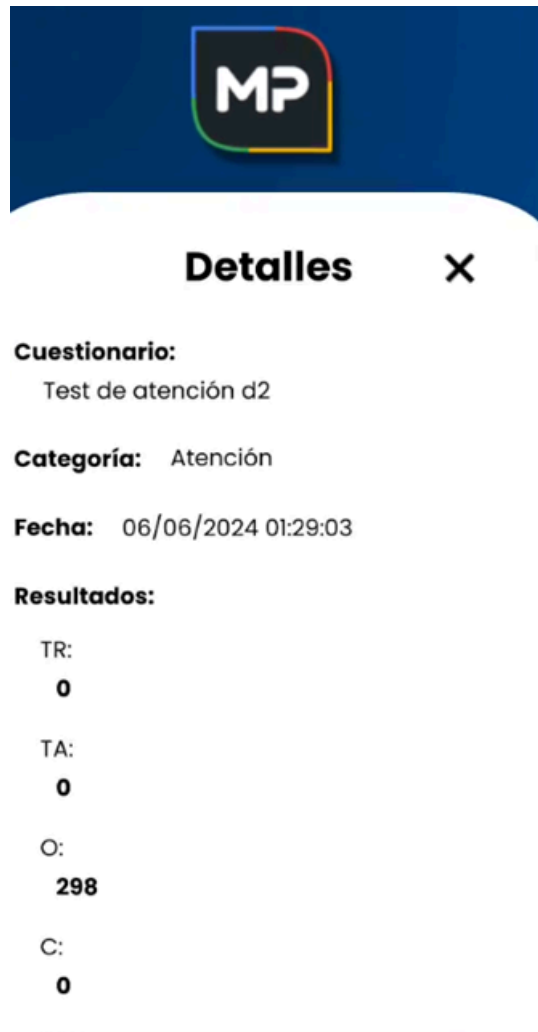 MP
Detalles X
Cuestionario:
Test de atención d2
Categoría: Atención
Fecha: 06/06/2024 01:29:03
Resultados:
TR:
0
TA:
0
O:
298
C:
0